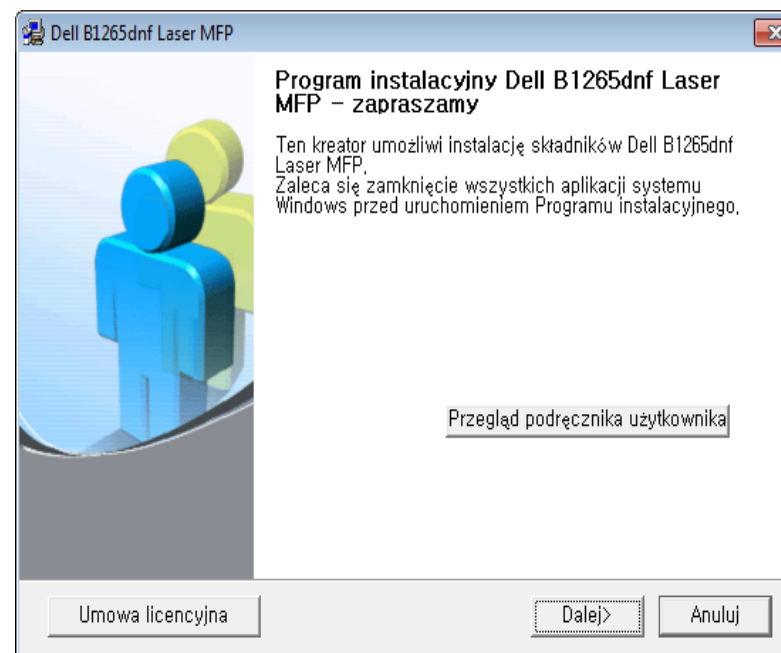 Dell B1265dnf Laser MFP
Program instalacyjny Dell B1265dnf Laser
MFP – zapraszamy
Ten kreator umożliwi instalację składników Dell B1265dnf
Laser MFP.
Zaleca się zamknięcie wszystkich aplikacji systemu
Windows przed uruchomieniem Programu instalacyjnego.
Przegląd podręcznika użytkownika
Umowa licencyjna
Dalej>
Anuluj